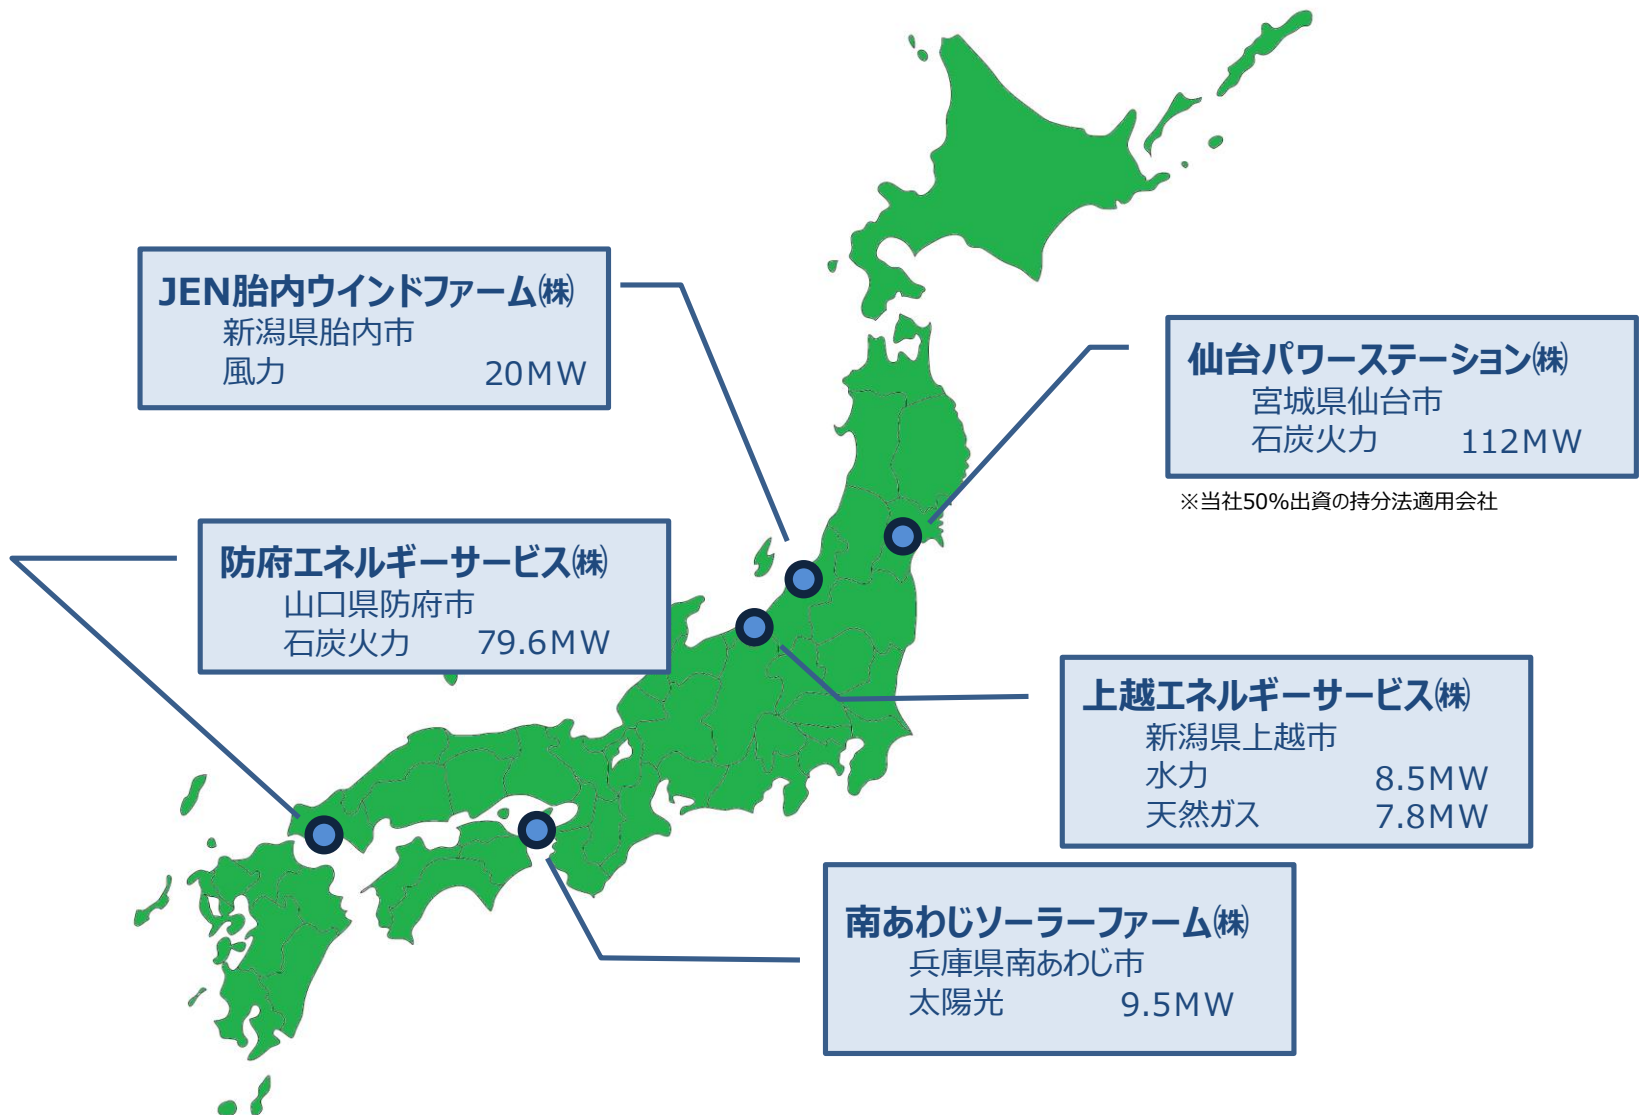 JEN胎内ウインドファーム㈱
新潟県胎内市
風力 20MW
仙台パワーステーション㈱
宮城県仙台市
石炭火力 112MW
※当社50%出資の持分法適用会社
防府エネルギーサービス㈱
山口県防府市
石炭火力 79.6MW
上越エネルギーサービス㈱
新潟県上越市
水力 8.5MW
天然ガス 7.8MW
南あわじソーラーファーム㈱
兵庫県南あわじ市
太陽光 9.5MW